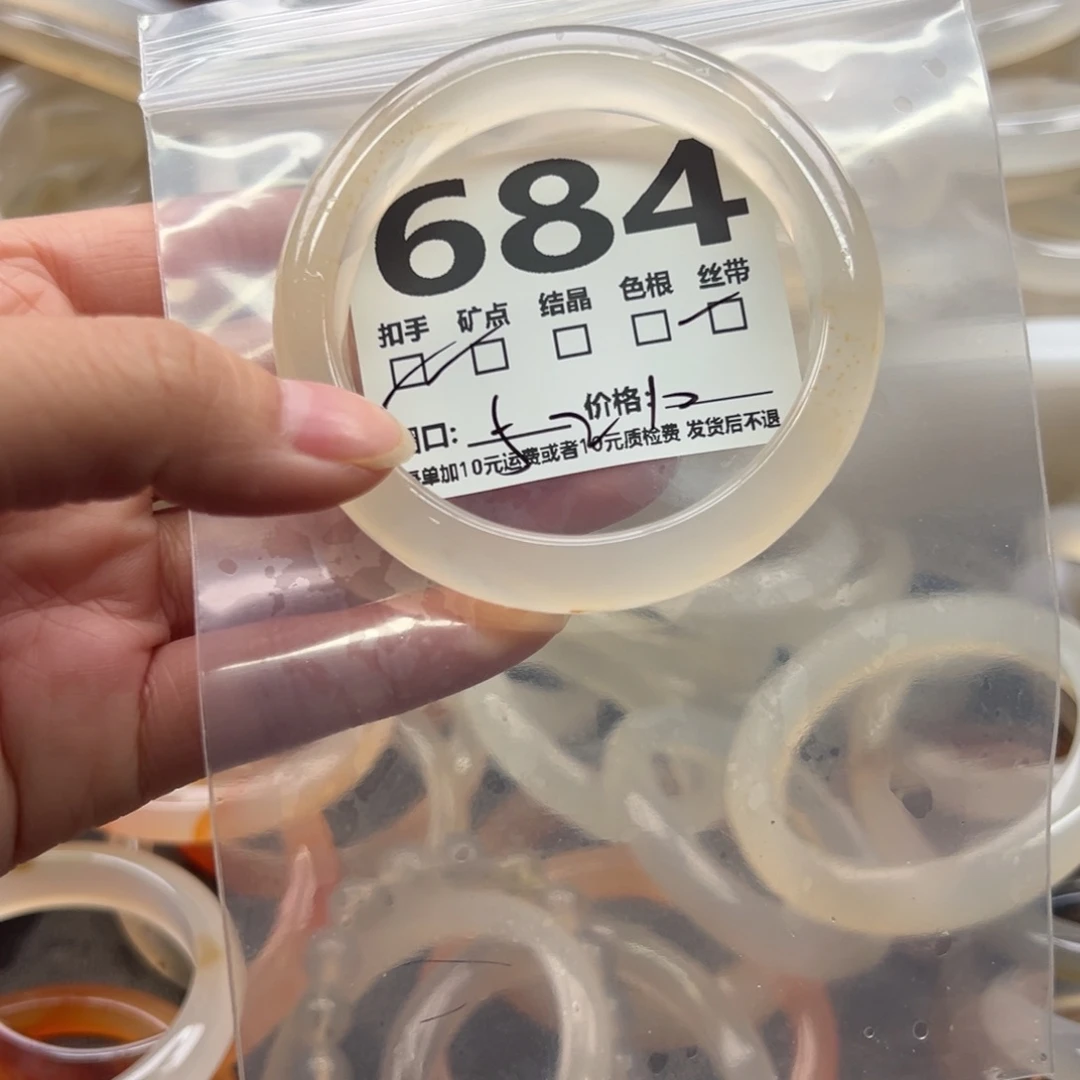 684
扣手 矿点 结晶 色根 丝带
口: 价格:
单加10元运费或者10元质检费 发货后不退